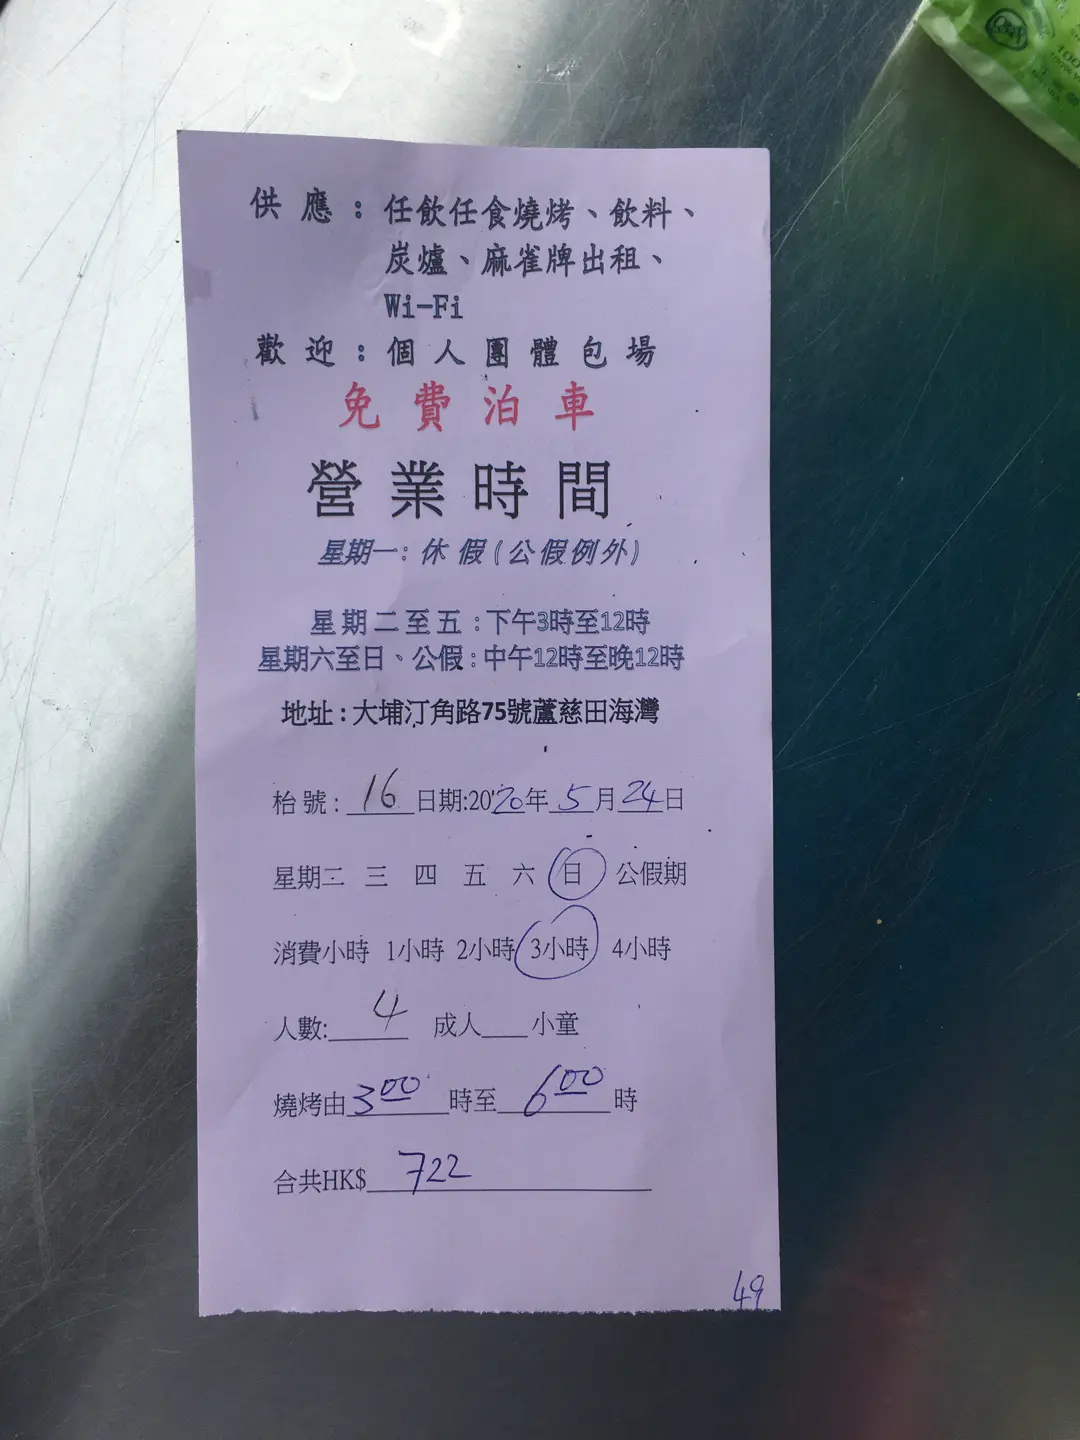 供應：任飲任食燒烤、飲料、
炭爐、麻雀牌出租、
Wi-Fi
歡迎：個人團體包場
免費泊車
營業時間
星期一：休假(公假例外)
星期二至五：下午3時至12時
星期六至日、公假：中午12時至晚12時
地址：大埔汀角路75號蘆慈田海灣
枱號：16日期:2020年5月24日
星期二 三 四 五 六 日 公假期
消費小時 1小時 2小時 3小時 4小時
人數:4 成人___小童
燒烤由300時至600時
合共HK$722
49
100